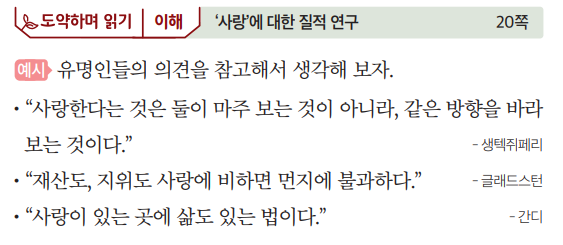 도약하며 읽기 이해 ‘사랑’에 대한 질적 연구 20쪽
예시 유명인들의 의견을 참고해서 생각해 보자.
• “사랑한다는 것은 둘이 마주 보는 것이 아니라, 같은 방향을 바라
보는 것이다.” - 생텍쥐페리
• “재산도, 지위도 사랑에 비하면 먼지에 불과하다.” - 글래드스턴
• “사랑이 있는 곳에 삶도 있는 법이다.” - 간디